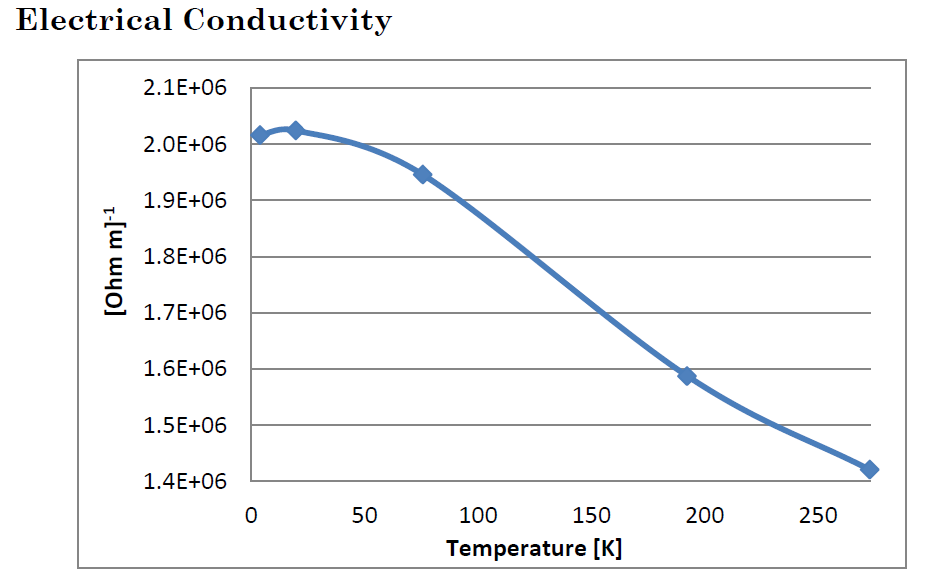 Electrical Conductivity
2.1E+06
2.0E+06
1.9E+06
1.8E+06
1.7E+06
1.6E+06
1.5E+06
1.4E+06
[Ohm m]-1
0 50 100 150 200 250
Temperature [K]